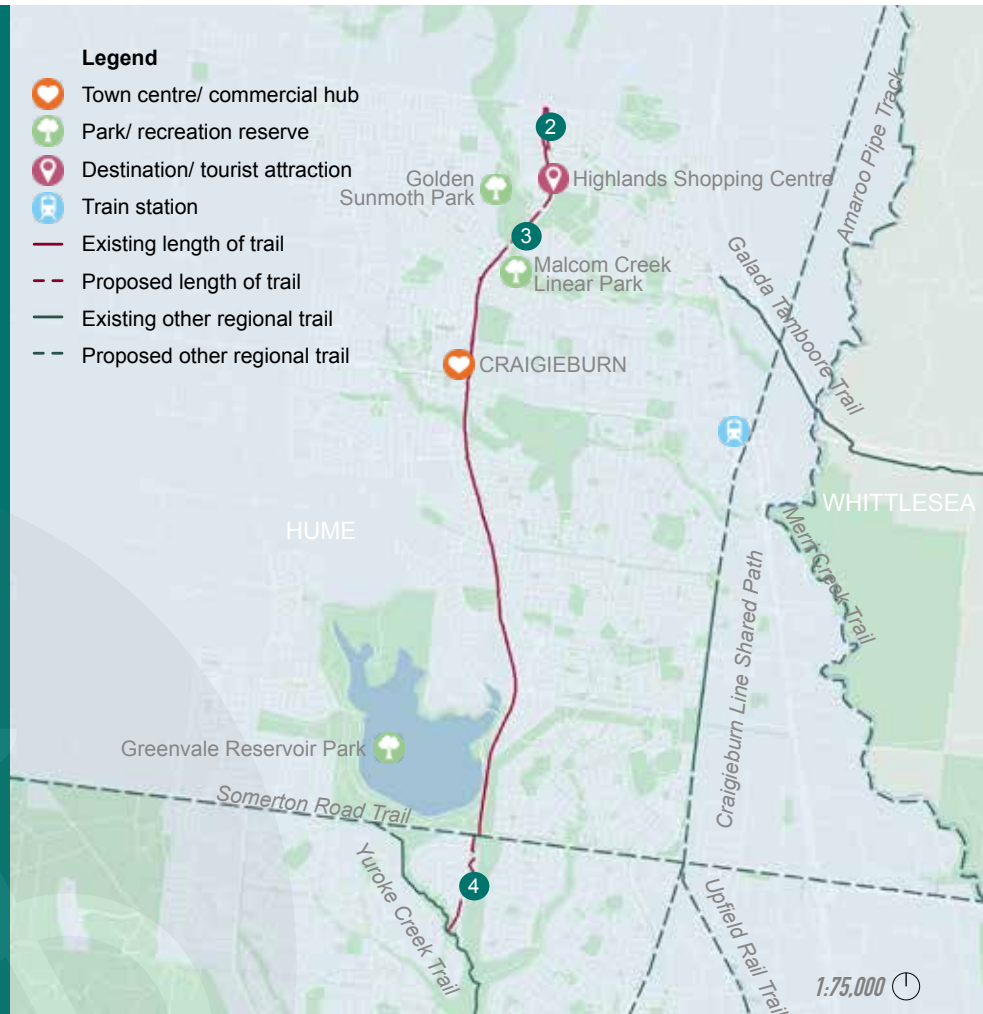 Legend
Town centre/ commercial hub
Park/ recreation reserve
Destination/ tourist attraction
Train station
Existing length of trail
Proposed length of trail
Existing other regional trail
Proposed other regional trail
2
Highlands Shopping Centre
Golden
Sunmoth Park
3
Malcom Creek
Linear Park
Amaroo Pipe Track
Galada Tamboore Trail
CRAIGIEBURN
HUME
WHITTLESEA
Merri Creek Trail
Craigieburn Line Shared Path
Greenvale Reservoir Park
Somerton Road Trail
Yuroke Creek Trail
4
Upfield Rail Trail
1:75,000